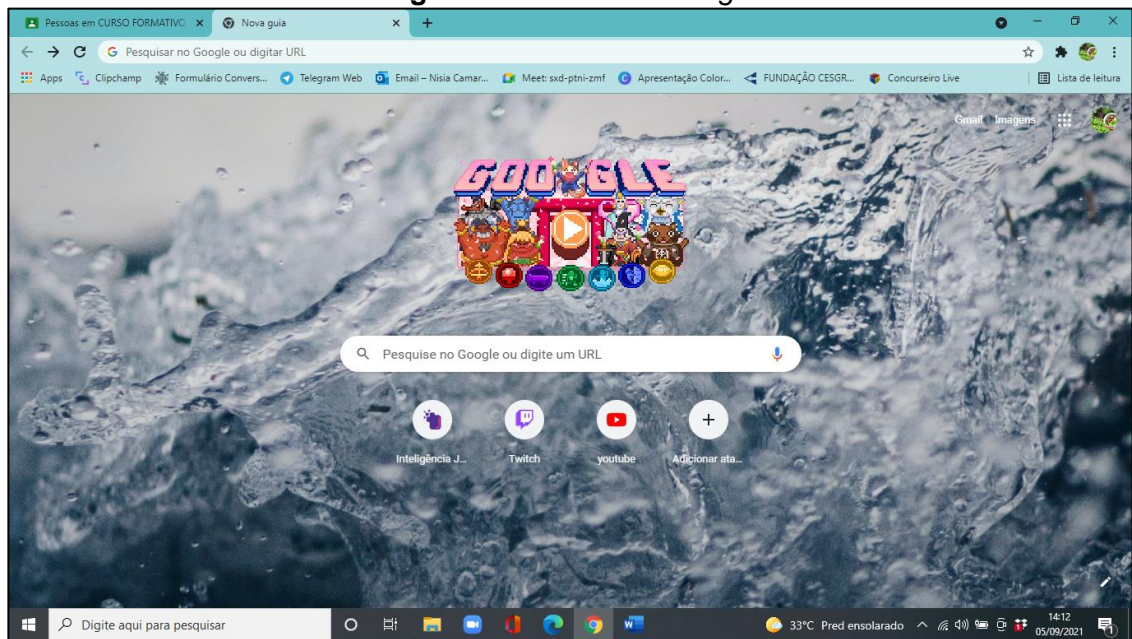 Pessoas em CURSO FORMATIVO
Nova guia
Pesquisar no Google ou digitar URL
Apps
Clipchamp
Formulário Convers...
Telegram Web
Email – Nisia Camar...
Meet: sxd-ptni-zmf
Apresentação Color...
FUNDAÇÃO CESGR...
Concurseiro Live
Lista de leitura
Gmail
Imagens
GOOGLE
Pesquise no Google ou digite um URL
Inteligência J...
Twitch
youtube
Adicionar ata...
Digite aqui para pesquisar
33°C Pred ensolarado
14:12
05/09/2021